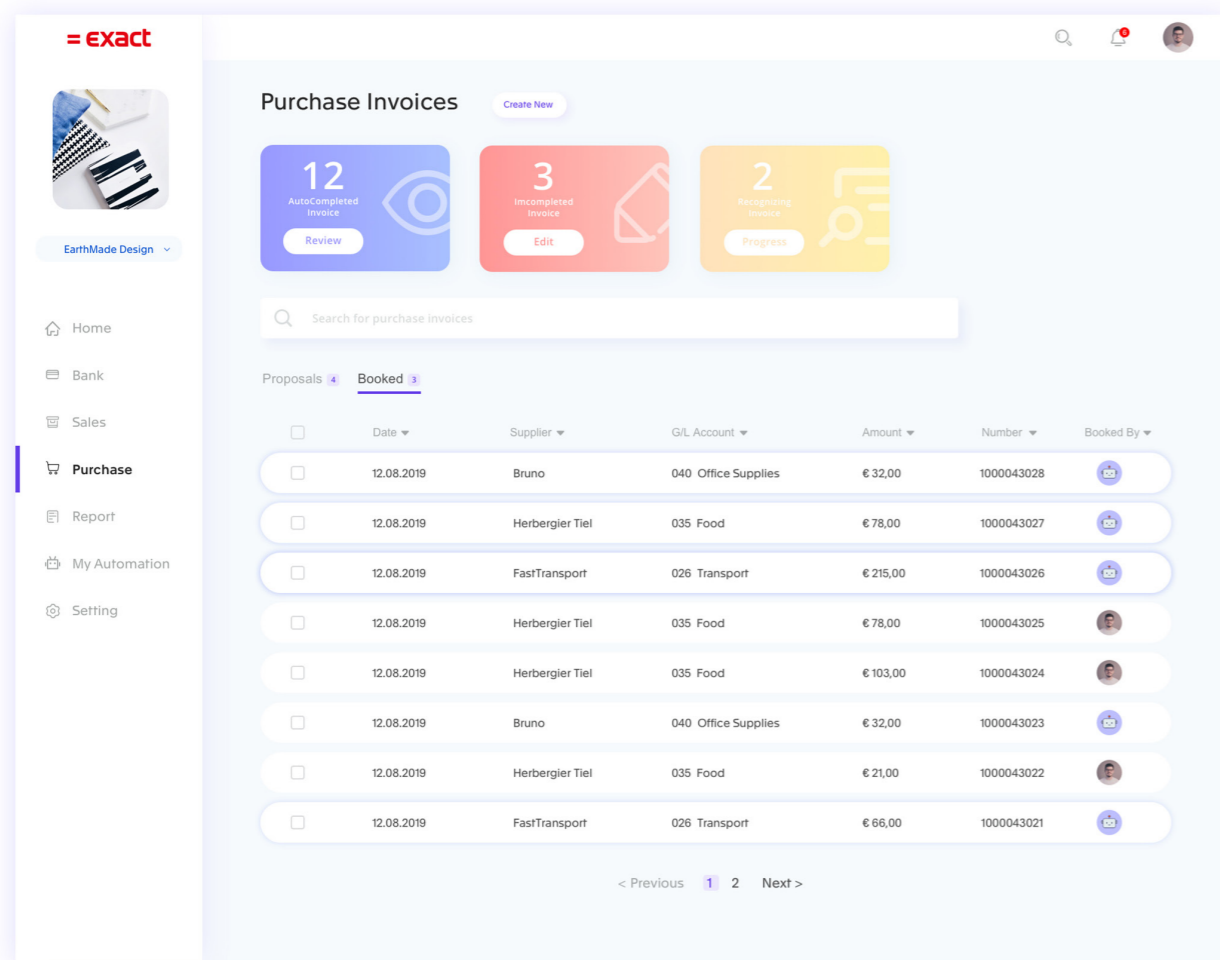 = exact
6
EarthMade Design
Home
Bank
Sales
Purchase
Report
My Automation
Setting
Purchase Invoices Create New
12
AutoCompleted
Invoice
Review
3
Imcompleted
Invoice
Edit
2
Recognizing
Invoice
Progress
Search for purchase invoices
Proposals 4 Booked 3
Date Supplier G/L Account Amount Number Booked By
12.08.2019 Bruno 040 Office Supplies € 32,00 1000043028
12.08.2019 Herbergier Tiel 035 Food € 78,00 1000043027
12.08.2019 FastTransport 026 Transport € 215,00 1000043026
12.08.2019 Herbergier Tiel 035 Food € 78,00 1000043025
12.08.2019 Herbergier Tiel 035 Food € 103,00 1000043024
12.08.2019 Bruno 040 Office Supplies € 32,00 1000043023
12.08.2019 Herbergier Tiel 035 Food € 21,00 1000043022
12.08.2019 FastTransport 026 Transport € 66,00 1000043021
< Previous 1 2 Next >